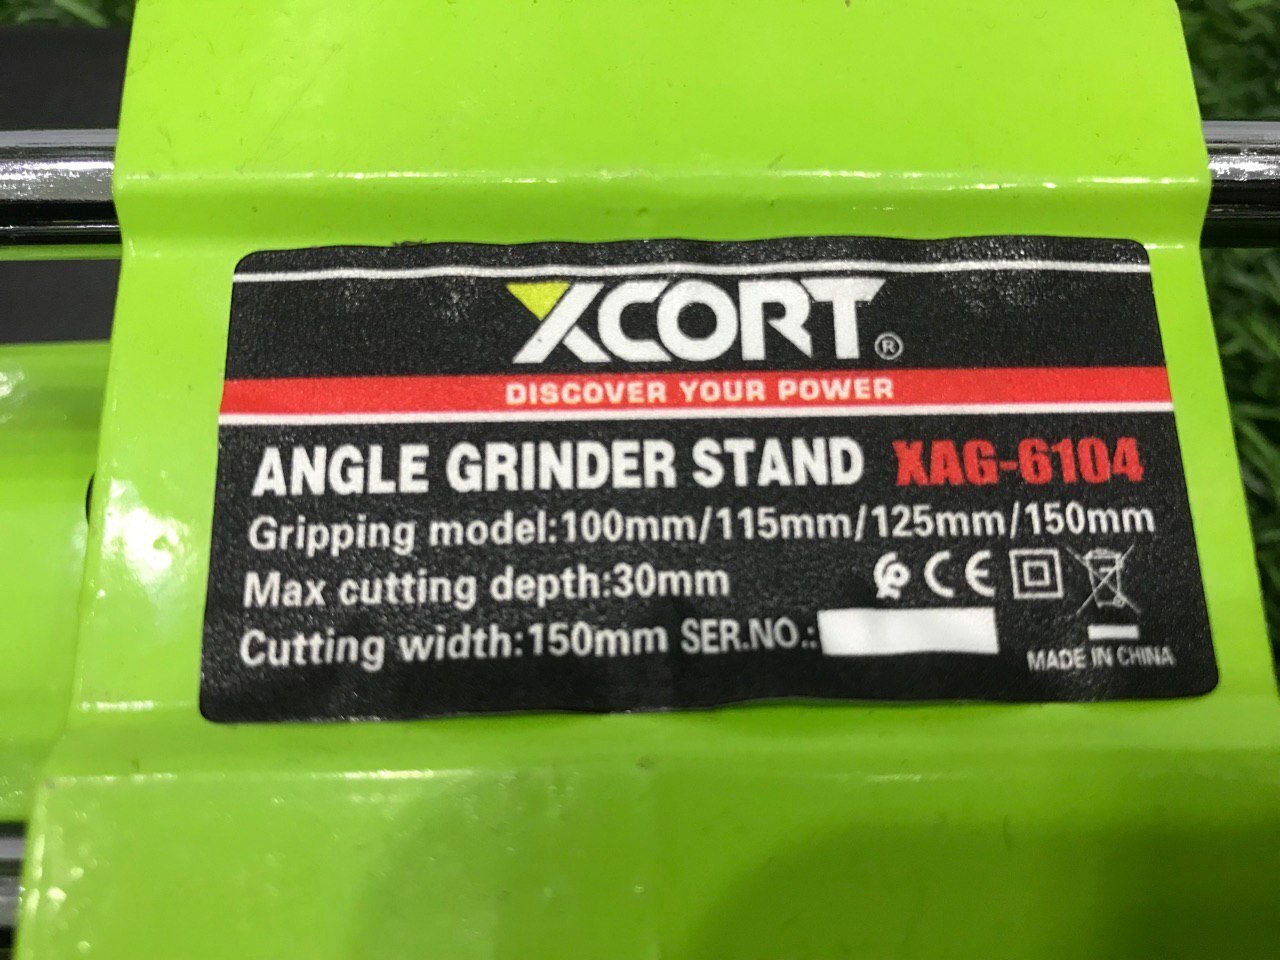 XCORT®
DISCOVER YOUR POWER
ANGLE GRINDER STAND XAG-6104
Gripping model:100mm/115mm/125mm/150mm
Max cutting depth:30mm CE
Cutting width:150mm SER.NO.:
MADE IN CHINA